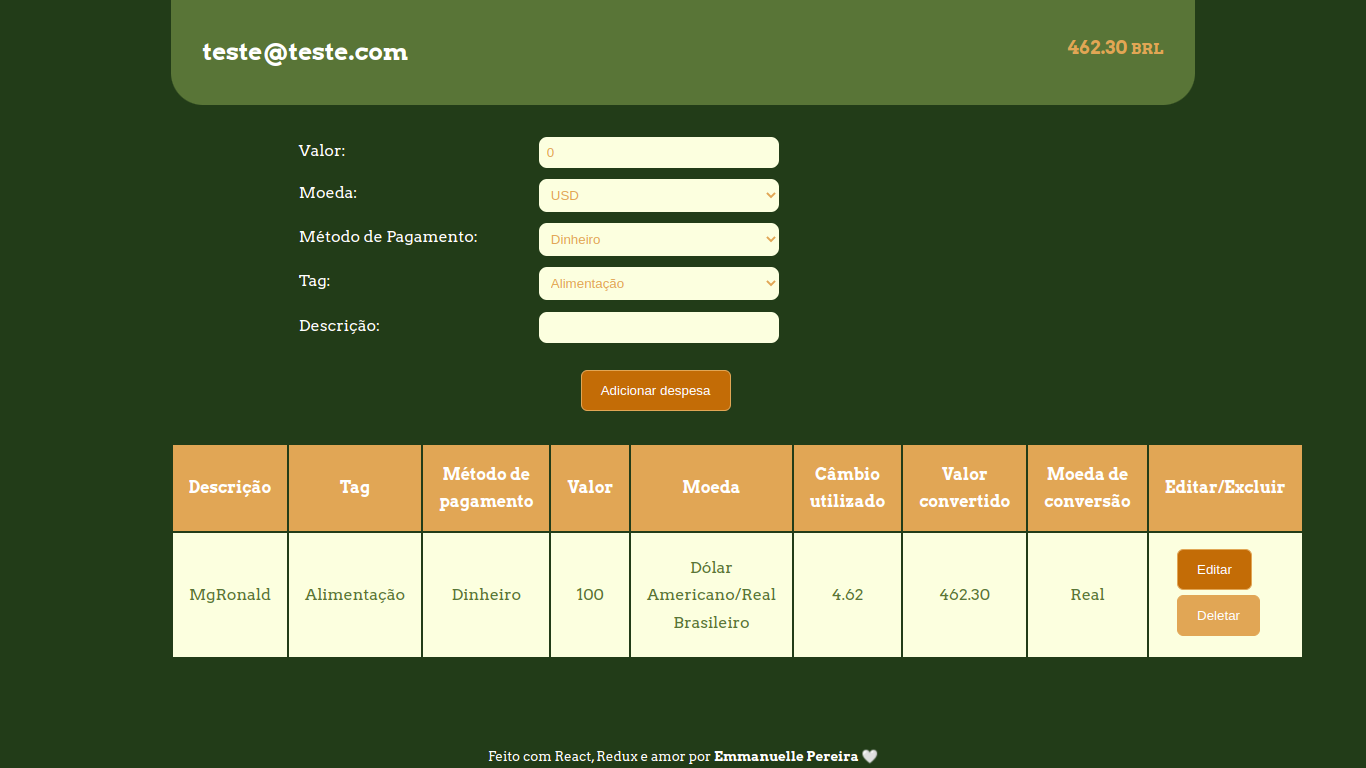 teste@teste.com
462.30 BRL
Valor:
0
Moeda:
USD
Método de Pagamento:
Dinheiro
Tag:
Alimentação
Descrição:
Adicionar despesa
Descrição Tag Método de pagamento Valor Moeda Câmbio utilizado Valor convertido Moeda de conversão Editar/Excluir
MgRonald Alimentação Dinheiro 100 Dólar Americano/Real Brasileiro 4.62 462.30 Real
Editar
Deletar
Feito com React, Redux e amor por Emmanuelle Pereira 🤍